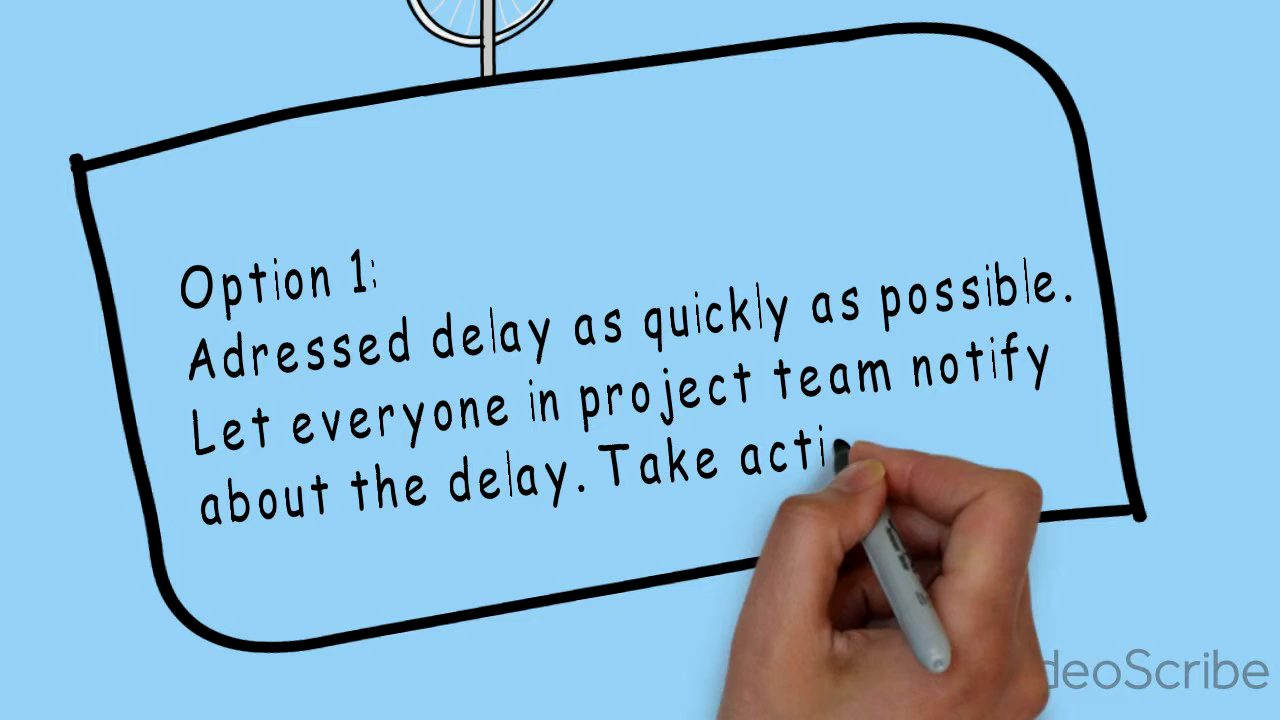 Option 1:
Adressed delay as quickly as possible.
Let everyone in project team notify
about the delay. Take acti
deoScribe